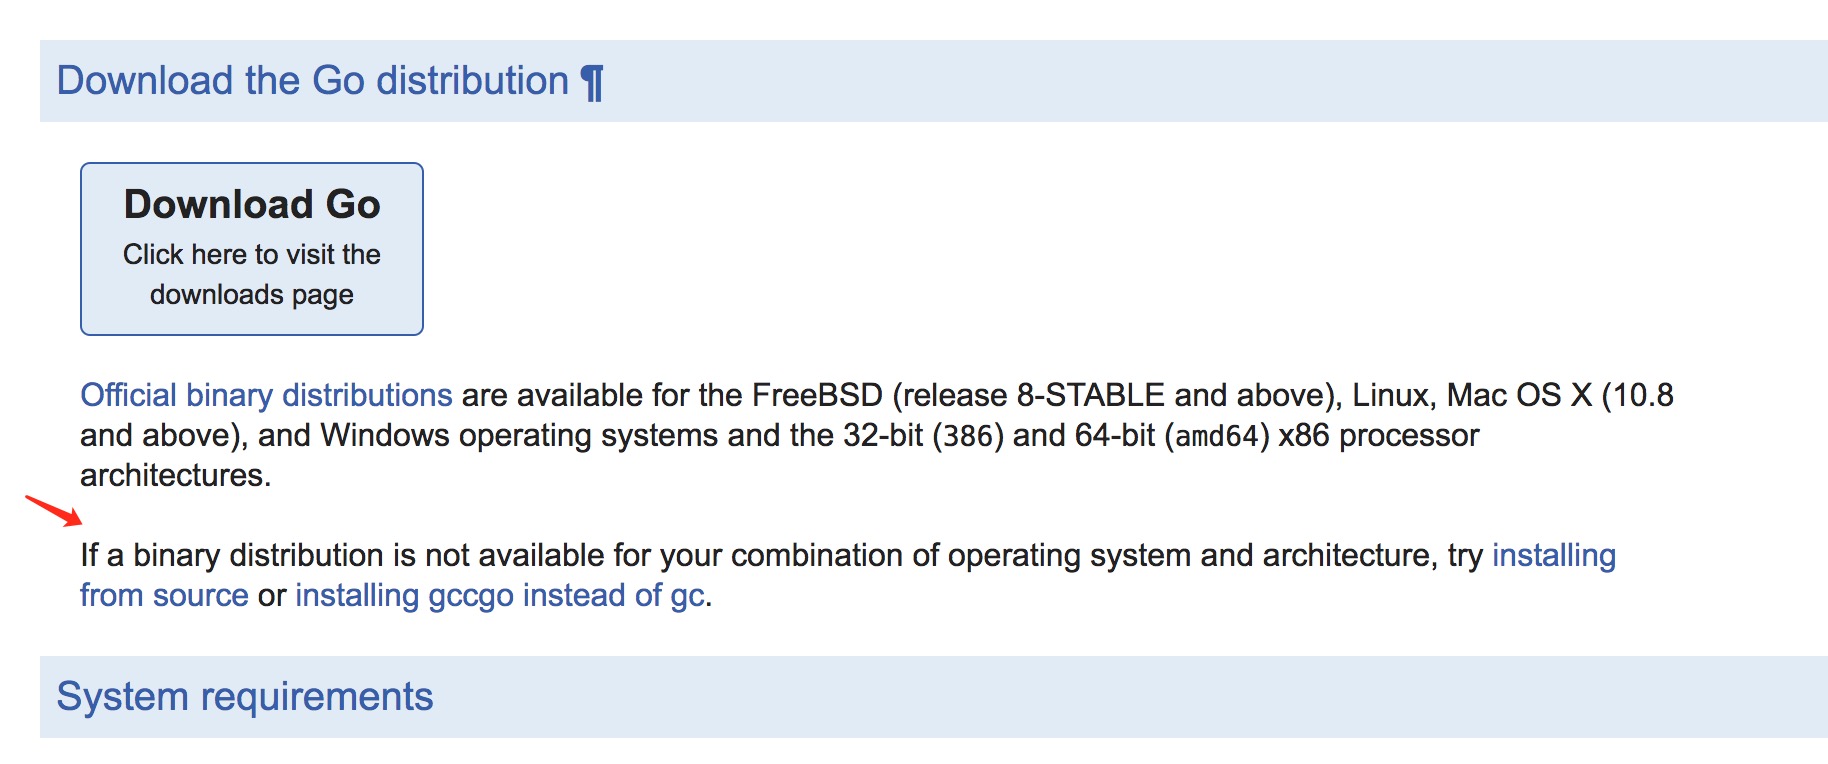 Download the Go distribution ¶
Download Go
Click here to visit the
downloads page
Official binary distributions are available for the FreeBSD (release 8-STABLE and above), Linux, Mac OS X (10.8
and above), and Windows operating systems and the 32-bit (386) and 64-bit (amd64) x86 processor
architectures.
If a binary distribution is not available for your combination of operating system and architecture, try installing
from source or installing gccgo instead of gc.
System requirements